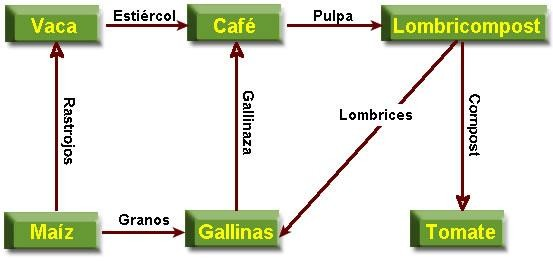 Vaca
Estiércol
Café
Pulpa
Lombricompost
Rastrojos
Gallinaza
Lombrices
Compost
Maíz
Granos
Gallinas
Tomate